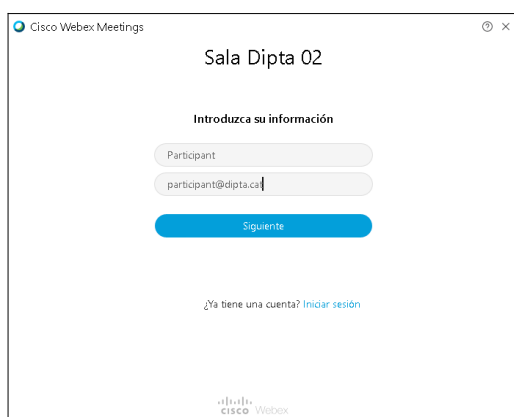 Cisco Webex Meetings
Sala Dipta 02
Introduzca su información
Participant
participant@dipta.cat
Siguiente
¿Ya tiene una cuenta? Iniciar sesión
cisco Webex